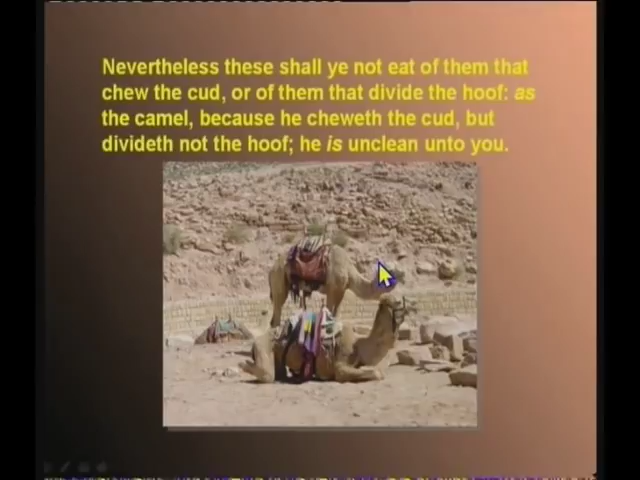 Nevertheless these shall ye not eat of them that
chew the cud, or of them that divide the hoof: as
the camel, because he cheweth the cud, but
divideth not the hoof; he is unclean unto you.